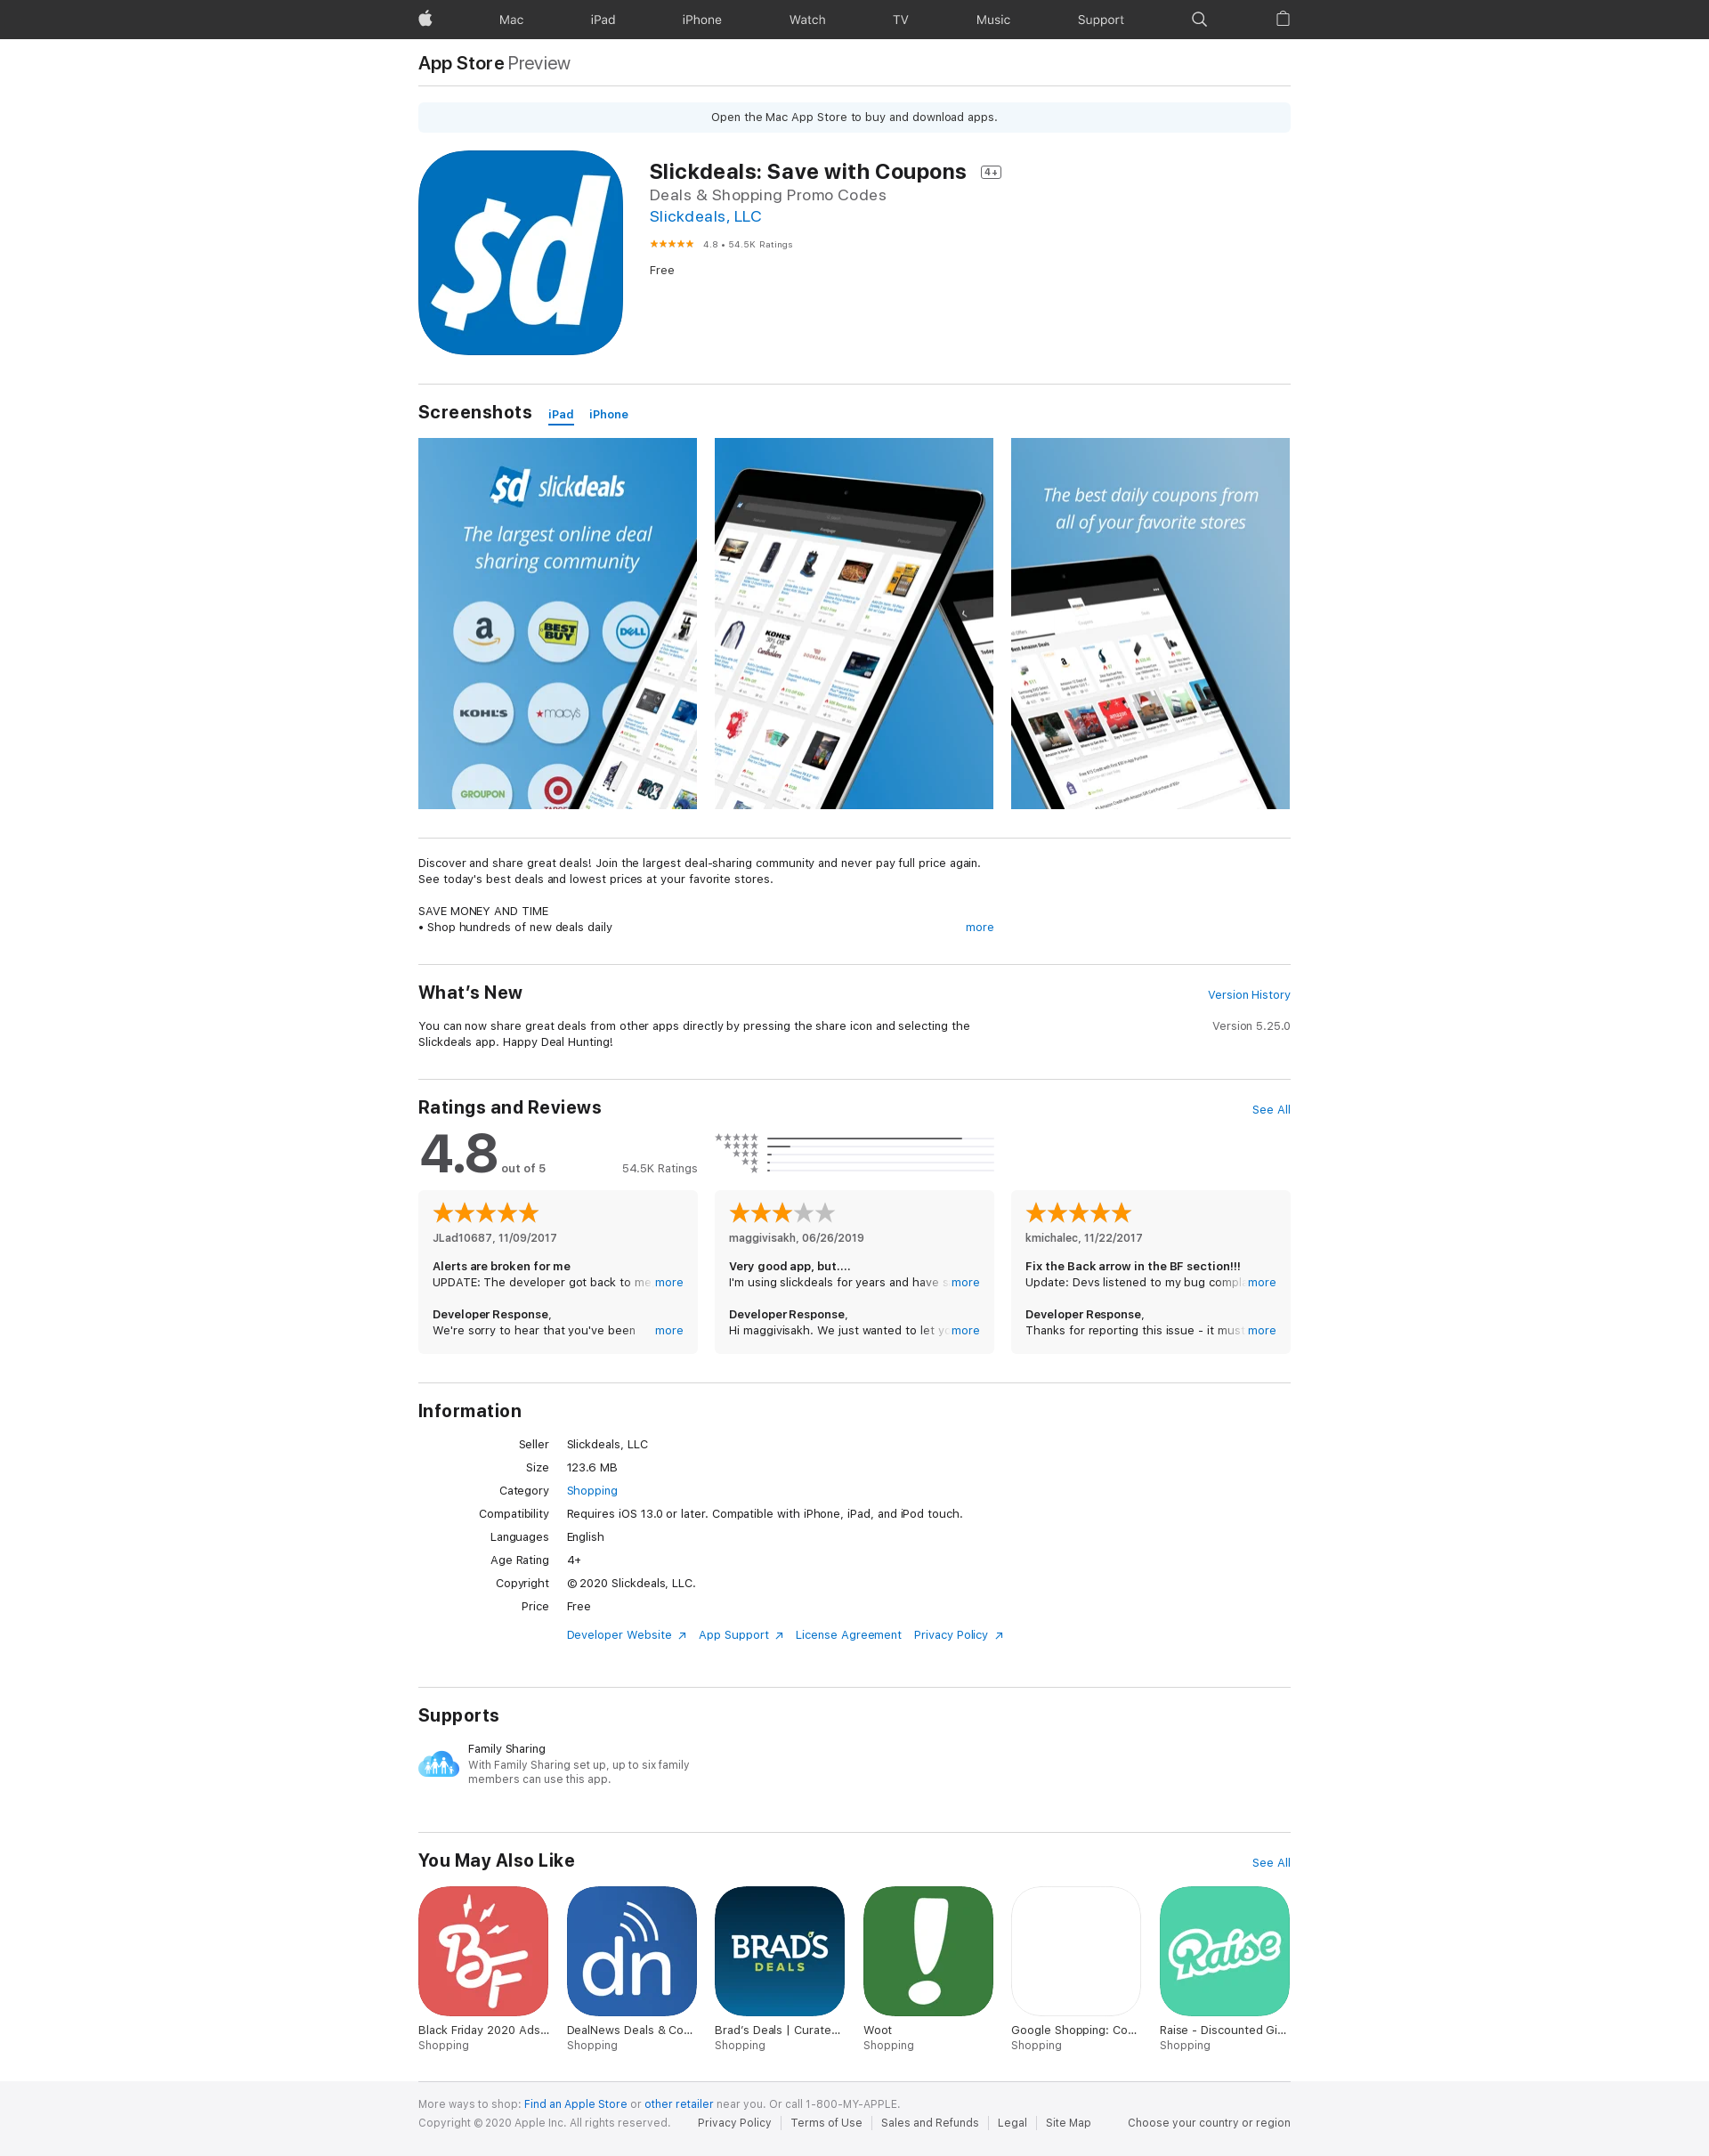 Mac
iPad
iPhone
Watch
TV
Music
Support
App Store Preview
Open the Mac App Store to buy and download apps.
$d
Slickdeals: Save with Coupons 4+
Deals & Shopping Promo Codes
Slickdeals, LLC
4.8 • 54.5K Ratings
Free
Screenshots
iPad
iPhone
$d slickdeals
The largest online deal
sharing community
a
BEST BUY
DELL
KOHL'S
macy's
GROUPON
KOHL'S
The best daily coupons from
all of your favorite stores
Discover and share great deals! Join the largest deal-sharing community and never pay full price again.
See today's best deals and lowest prices at your favorite stores.
SAVE MONEY AND TIME
• Shop hundreds of new deals daily
more
What's New
Version History
You can now share great deals from other apps directly by pressing the share icon and selecting the
Slickdeals app. Happy Deal Hunting!
Version 5.25.0
Ratings and Reviews
See All
4.8 out of 5
54.5K Ratings
JLad10687, 11/09/2017
Alerts are broken for me
UPDATE: The developer got back to me more
Developer Response,
We're sorry to hear that you've been more
maggivisakh, 06/26/2019
Very good app, but....
I'm using slickdeals for years and have more
Developer Response,
Hi maggivisakh. We just wanted to let more
kmichalec, 11/22/2017
Fix the Back arrow in the BF section!!!
Update: Devs listened to my bug more
Developer Response,
Thanks for reporting this issue - it must more
Information
Seller
Slickdeals, LLC
Size
123.6 MB
Category
Shopping
Compatibility
Requires iOS 13.0 or later. Compatible with iPhone, iPad, and iPod touch.
Languages
English
Age Rating
4+
Copyright
© 2020 Slickdeals, LLC.
Price
Free
Developer Website
App Support
License Agreement
Privacy Policy
Supports
Family Sharing
With Family Sharing set up, up to six family
members can use this app.
You May Also Like
See All
BFF
dn
BRAD'S
DEALS
!
Raise
Black Friday 2020 Ads...
Shopping
DealNews Deals & Co...
Shopping
Brad's Deals | Curate...
Shopping
Woot
Shopping
Google Shopping: Co...
Shopping
Raise - Discounted Gi...
Shopping
More ways to shop: Find an Apple Store or other retailer near you. Or call 1-800-MY-APPLE.
Copyright © 2020 Apple Inc. All rights reserved.
Privacy Policy
Terms of Use
Sales and Refunds
Legal
Site Map
Choose your country or region